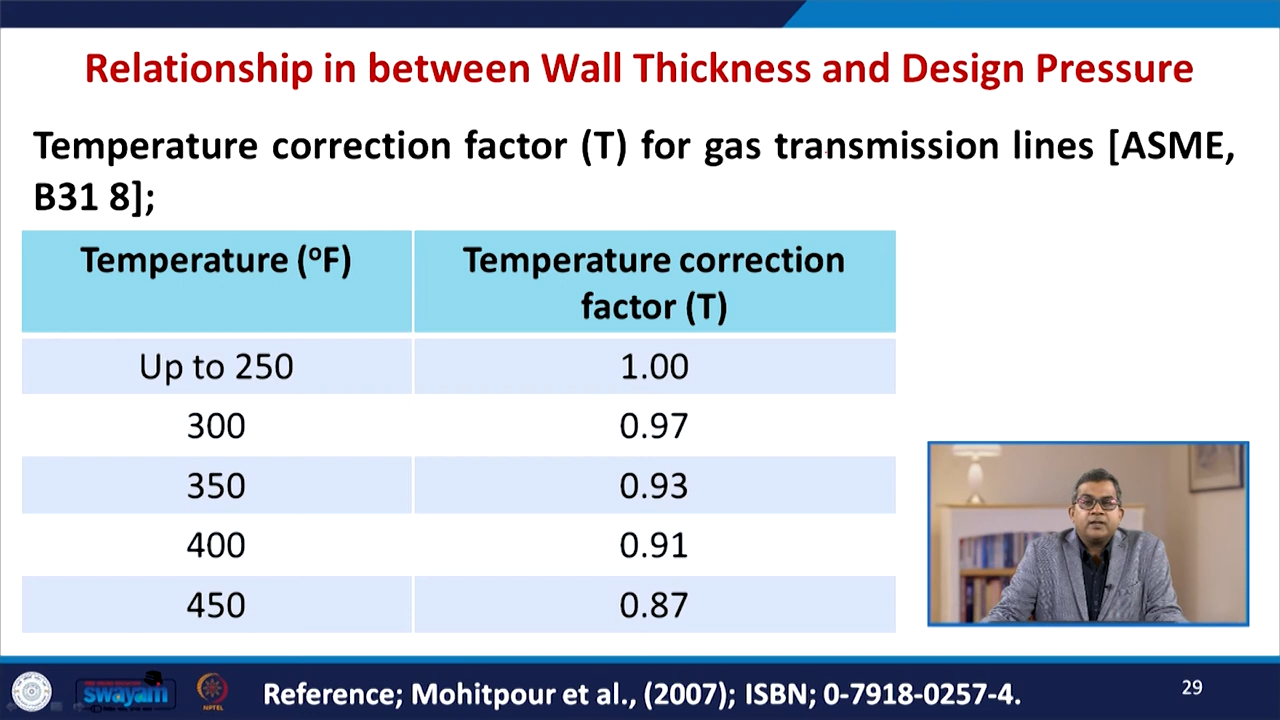 Relationship in between Wall Thickness and Design Pressure
Temperature correction factor (T) for gas transmission lines [ASME,
B31 8];
Temperature (ᵒF)
Temperature correction
factor (T)
Up to 250
1.00
300
0.97
350
0.93
400
0.91
450
0.87
swayam
NPTEL
Reference; Mohitpour et al., (2007); ISBN; 0-7918-0257-4.
29